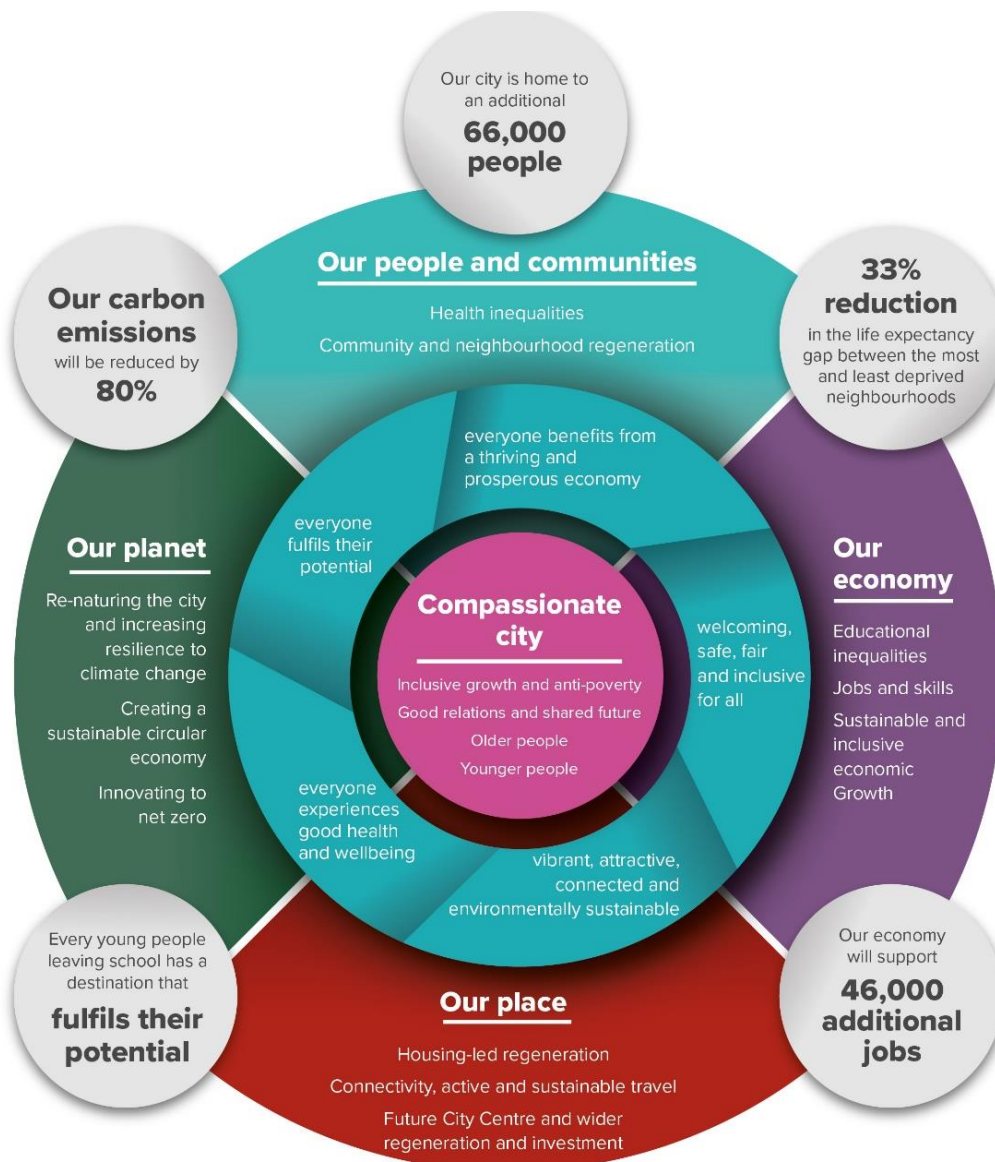 Our city is home to
an additional
66,000
people
Our carbon
emissions
will be reduced by
80%
Our people and communities
Health inequalities
Community and neighbourhood regeneration
33%
reduction
in the life expectancy
gap between the most
and least deprived
neighbourhoods
everyone benefits from
a thriving and
prosperous economy
everyone
fulfils their
potential
Our planet
Re-naturing the city
and increasing
resilience to
climate change
Creating a
sustainable circular
economy
Innovating to
net zero
Compassionate
city
Inclusive growth and anti-poverty
Good relations and shared future
Older people
Younger people
welcoming,
safe, fair
and inclusive
for all
Our
economy
Educational
inequalities
Jobs and skills
Sustainable and
inclusive
economic
Growth
everyone
experiences
good health
and wellbeing
vibrant, attractive,
connected and
environmentally sustainable
Every young people
leaving school has a
destination that
fulfils their
potential
Our place
Housing-led regeneration
Connectivity, active and sustainable travel
Future City Centre and wider
regeneration and investment
Our economy
will support
46,000
additional
jobs